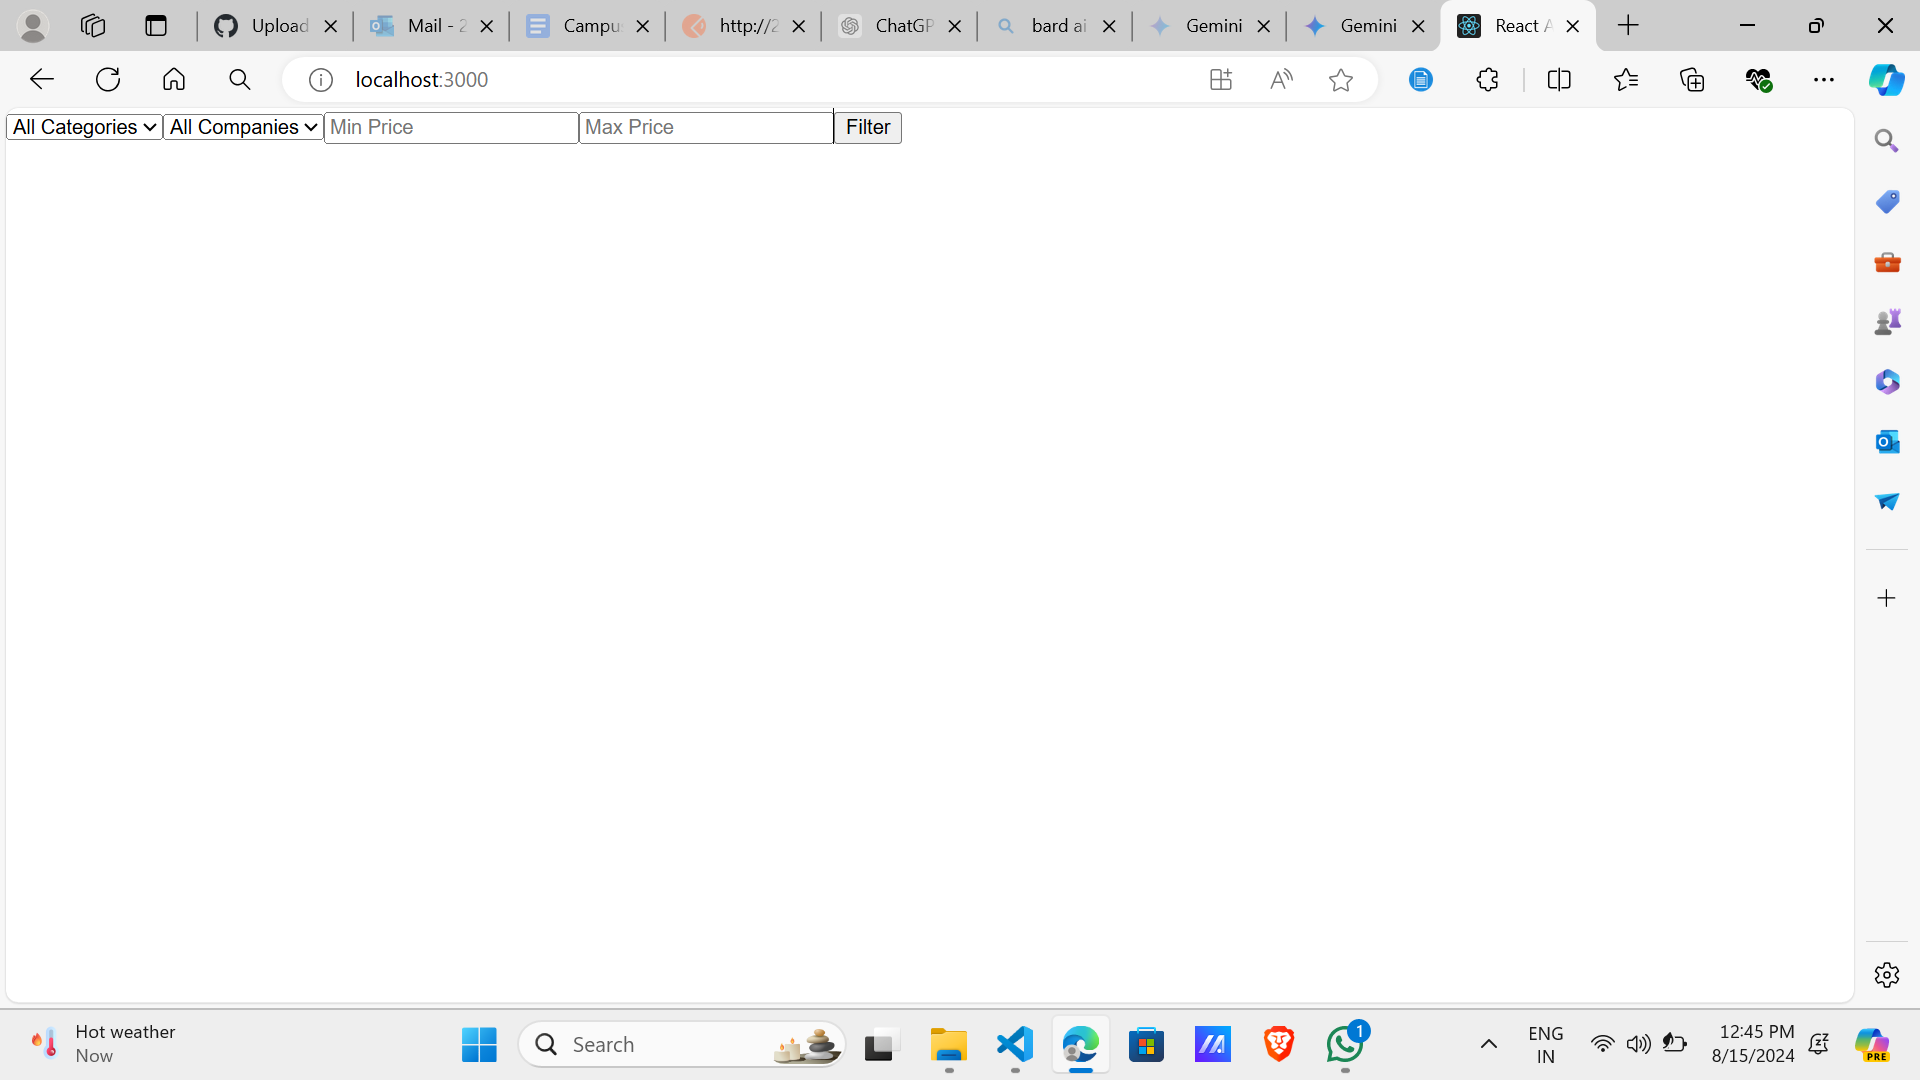 Upload
Mail - 2
Campu
http://2
ChatGP
bard ai
Gemini
Gemini
React A
localhost:3000
All Categories
All Companies
Min Price
Max Price
Filter
Hot weather
Now
Search
1
ENG
IN
12:45 PM
8/15/2024
PRE